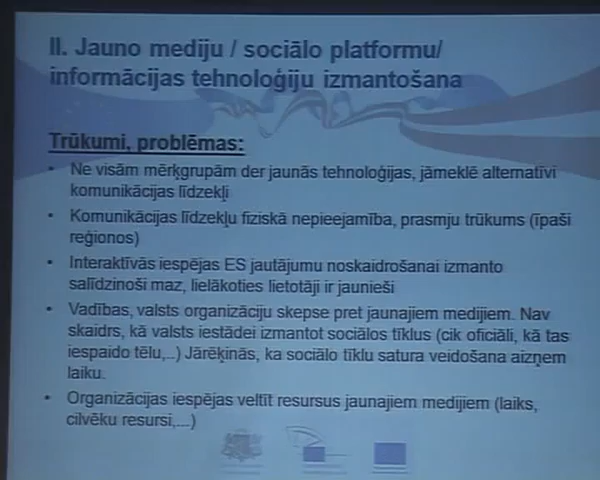 II. Jauno mediju / sociālo platformu/
informācijas tehnoloģiju izmantošana
Trūkumi, problēmas:
• Ne visām mērķgrupām der jaunās tehnoloģijas, jāmeklē alternatīvi
komunikācijas līdzekļi
• Komunikācijas līdzekļu fiziskā nepieejamība, prasmju trūkums (īpaši
reģionos)
• Interaktīvās iespējas ES jautājumu noskaidrošanai izmanto
salīdzinoši maz, lielākoties lietotāji ir jaunieši
• Vadības, valsts organizāciju skepse pret jaunajiem medijiem. Nav
skaidrs, kā valsts iestādei izmantot sociālos tīklus (cik oficiāli, kā tas
iespaido tēlu,..) Jārēķinās, ka sociālo tīklu satura veidošana aizņem
laiku.
• Organizācijas iespējas veltīt resursus jaunajiem medijiem (laiks,
cilvēku resursi,...)